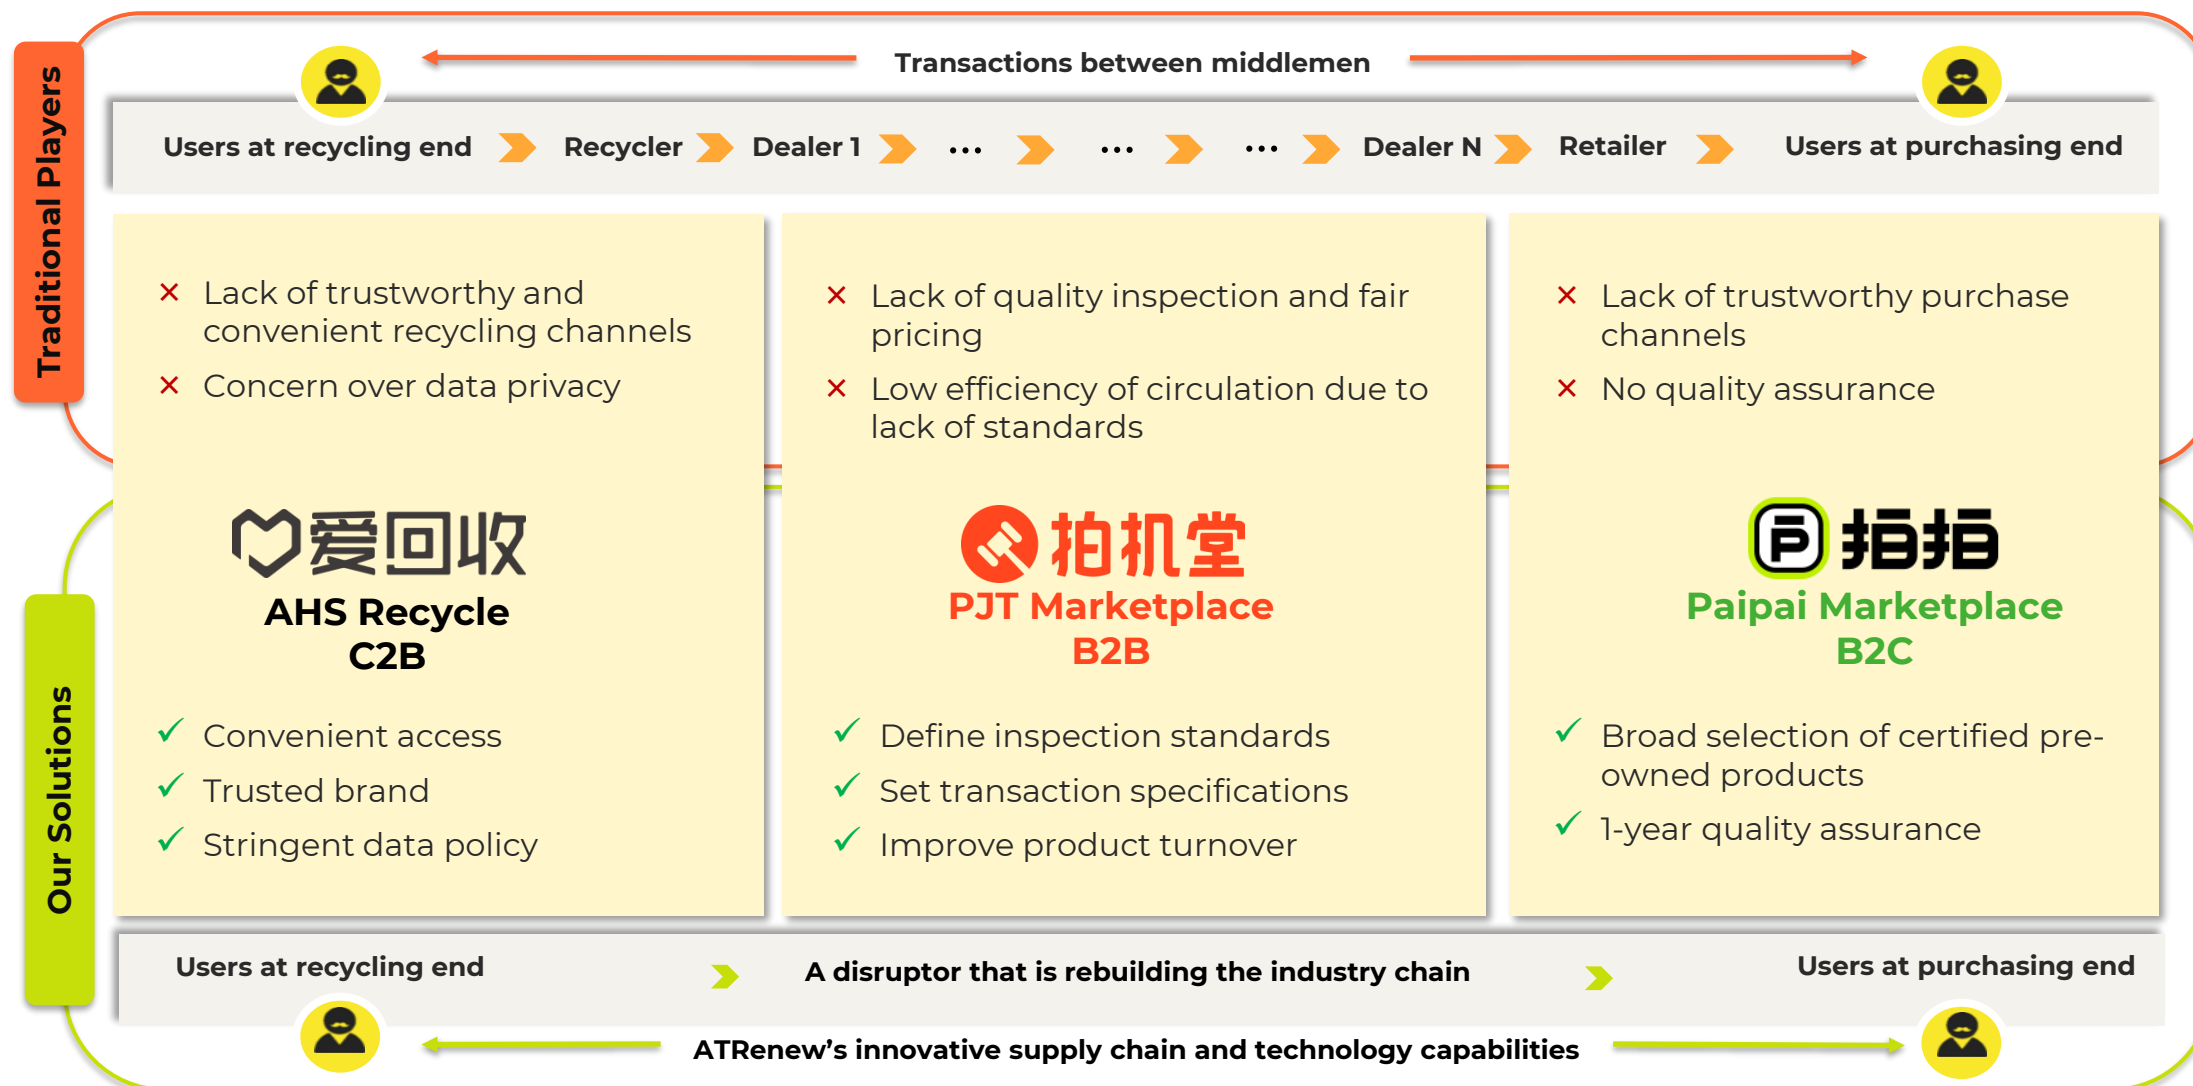 Traditional Players
Transactions between middlemen
Users at recycling end
Recycler
Dealer 1
...
...
...
Dealer N
Retailer
Users at purchasing end
× Lack of trustworthy and
convenient recycling channels
× Concern over data privacy
× Lack of quality inspection and fair
pricing
× Low efficiency of circulation due to
lack of standards
× Lack of trustworthy purchase
channels
× No quality assurance
Our Solutions
爱回收
AHS Recycle
C2B
✓ Convenient access
✓ Trusted brand
✓ Stringent data policy
拍机堂
PJT Marketplace
B2B
✓ Define inspection standards
✓ Set transaction specifications
✓ Improve product turnover
拍拍
Paipai Marketplace
B2C
✓ Broad selection of certified pre-
owned products
✓ 1-year quality assurance
Users at recycling end
A disruptor that is rebuilding the industry chain
Users at purchasing end
ATRenew’s innovative supply chain and technology capabilities